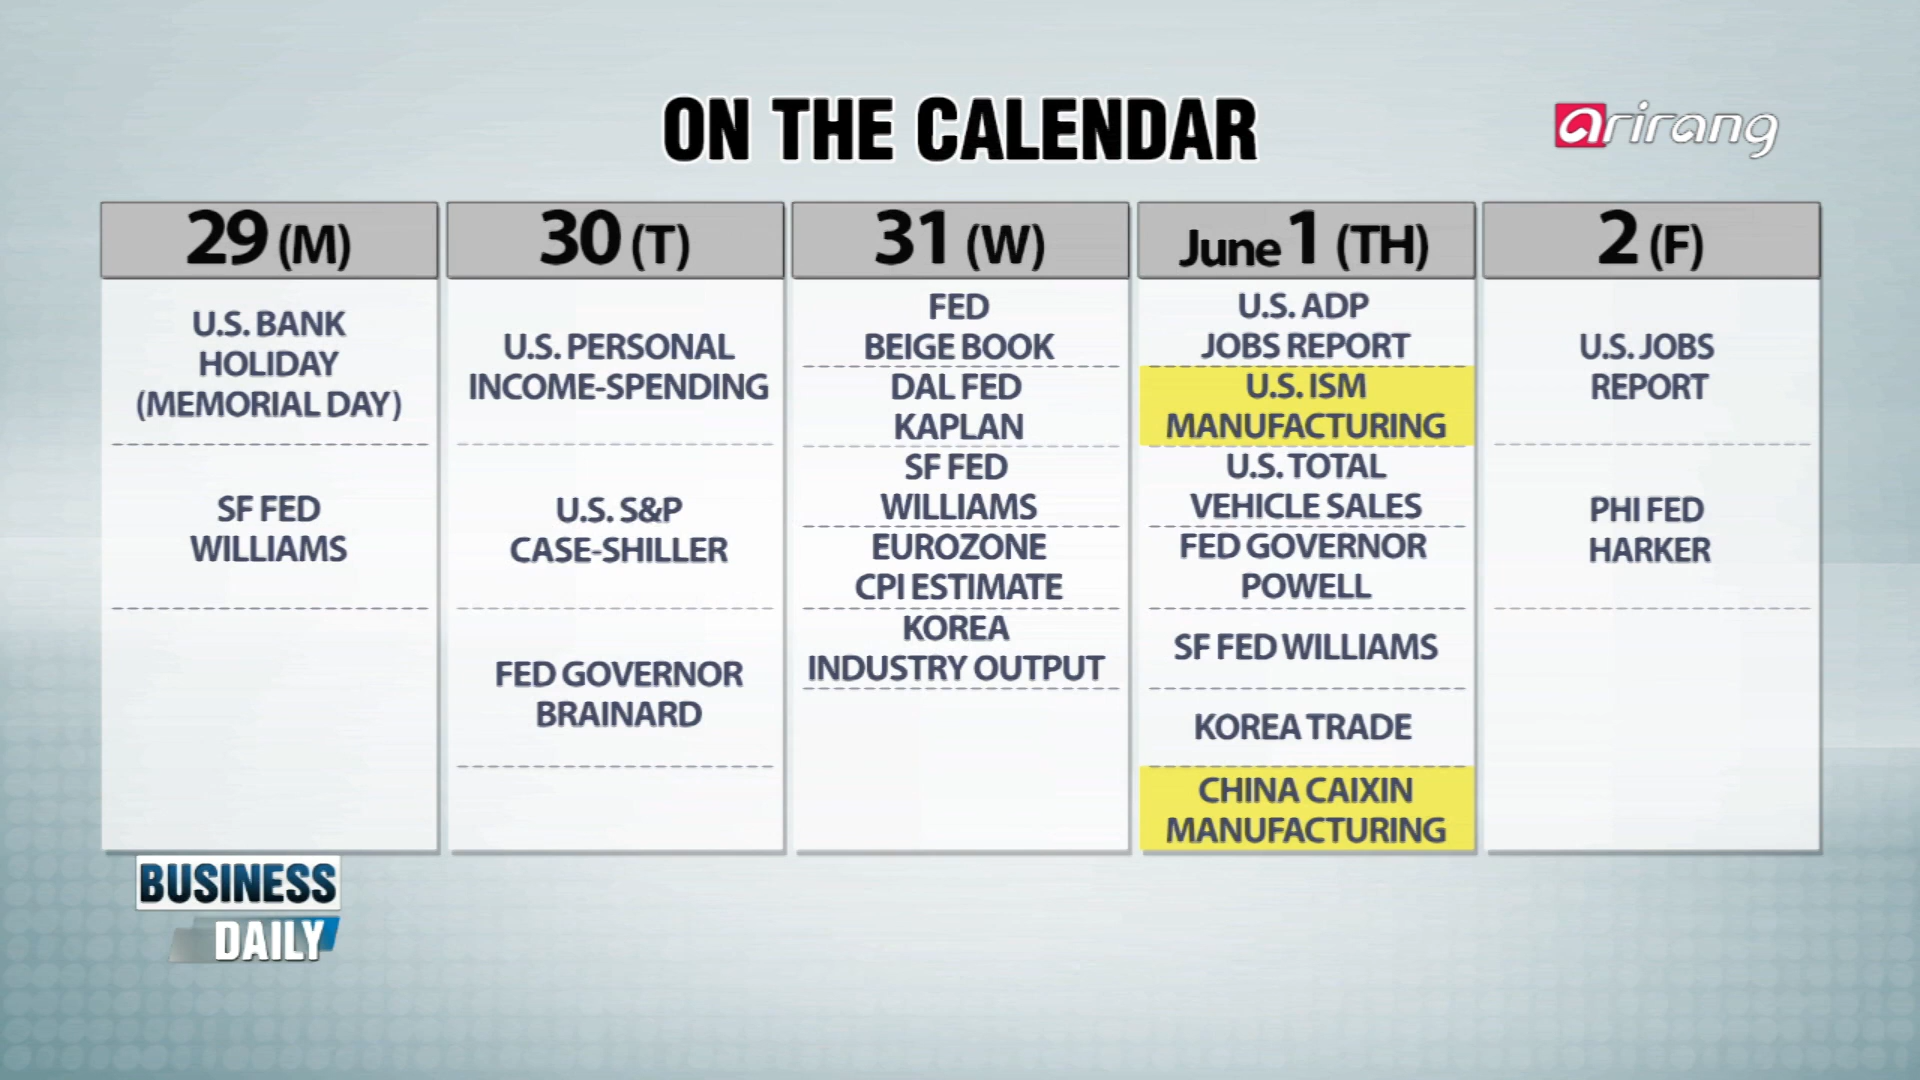 ON THE CALENDAR
arirang
29 (M)
U.S. BANK
HOLIDAY
(MEMORIAL DAY)
SF FED
WILLIAMS
30 (T)
U.S. PERSONAL
INCOME-SPENDING
U.S. S&P
CASE-SHILLER
FED GOVERNOR
BRAINARD
31 (W)
FED
BEIGE BOOK
DAL FED
KAPLAN
SF FED
WILLIAMS
EUROZONE
CPI ESTIMATE
KOREA
INDUSTRY OUTPUT
June 1 (TH)
U.S. ADP
JOBS REPORT
U.S. ISM
MANUFACTURING
U.S. TOTAL
VEHICLE SALES
FED GOVERNOR
POWELL
SF FED WILLIAMS
KOREA TRADE
CHINA CAIXIN
MANUFACTURING
2 (F)
U.S. JOBS
REPORT
PHI FED
HARKER
BUSINESS
DAILY